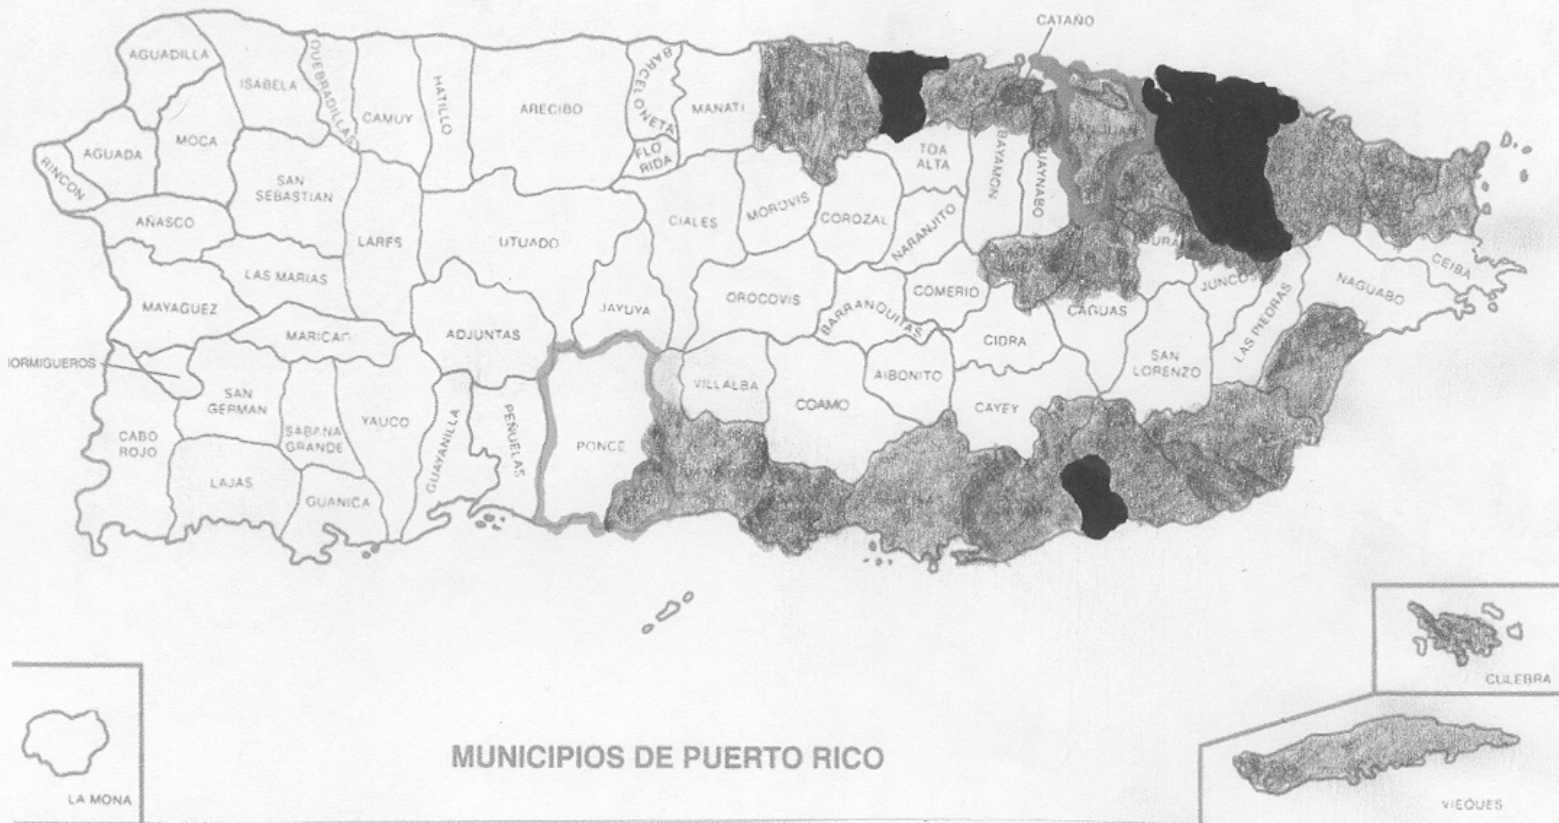 CATAÑO
AGUADILLA
ISABELA
QUEBRADILLAS
CAMUY
HATILLO
ARECIBO
BARCELONETA
MANATI
MOCA
AGUADA
RINCON
FLO
RIDA
TOA
ALTA
BAYAMON
GUAYNABO
SAN
SEBASTIAN
AÑASCO
LARES
UTUADO
CIALES
MOROVIS
COROZAL
NARANJITO
LAS MARIAS
MAYAGUEZ
JAYUYA
OROCOVIS
BARRANQUITAS
COMERIO
CAGUAS
JUNCOS
LAS PIEDRAS
NAGUABO
CEIBA
MARICAO
ADJUNTAS
CIDRA
SAN
LORENZO
HORMIGUEROS
SAN
GERMAN
SABANA
GRANDE
YAUCO
GUAYANILLA
PEÑUELAS
PONCE
VILLALBA
COAMO
AIBONITO
CAYEY
CABO
ROJO
LAJAS
GUANICA
CULEBRA
LA MONA
MUNICIPIOS DE PUERTO RICO
VIEQUES